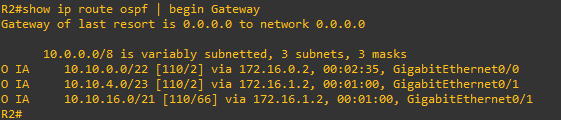 R2#show ip route ospf | begin Gateway
Gateway of last resort is 0.0.0.0 to network 0.0.0.0
10.0.0.0/8 is variably subnetted, 3 subnets, 3 masks
O IA 10.10.0.0/22 [110/2] via 172.16.0.2, 00:02:35, GigabitEthernet0/0
O IA 10.10.4.0/23 [110/2] via 172.16.1.2, 00:01:00, GigabitEthernet0/1
O IA 10.10.16.0/21 [110/66] via 172.16.1.2, 00:01:00, GigabitEthernet0/1
R2#